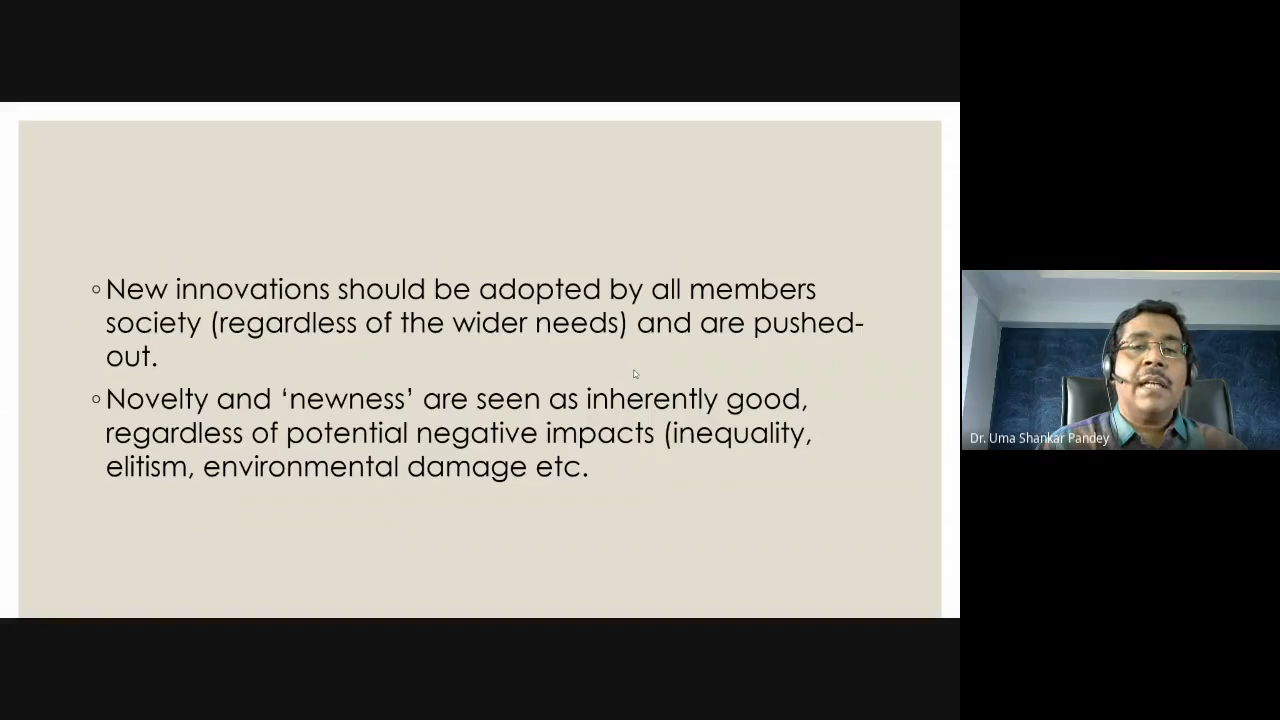 ◦New innovations should be adopted by all members
society (regardless of the wider needs) and are pushed-
out.
◦Novelty and ‘newness’ are seen as inherently good,
regardless of potential negative impacts (inequality,
elitism, environmental damage etc.
Dr. Uma Shankar Pandey